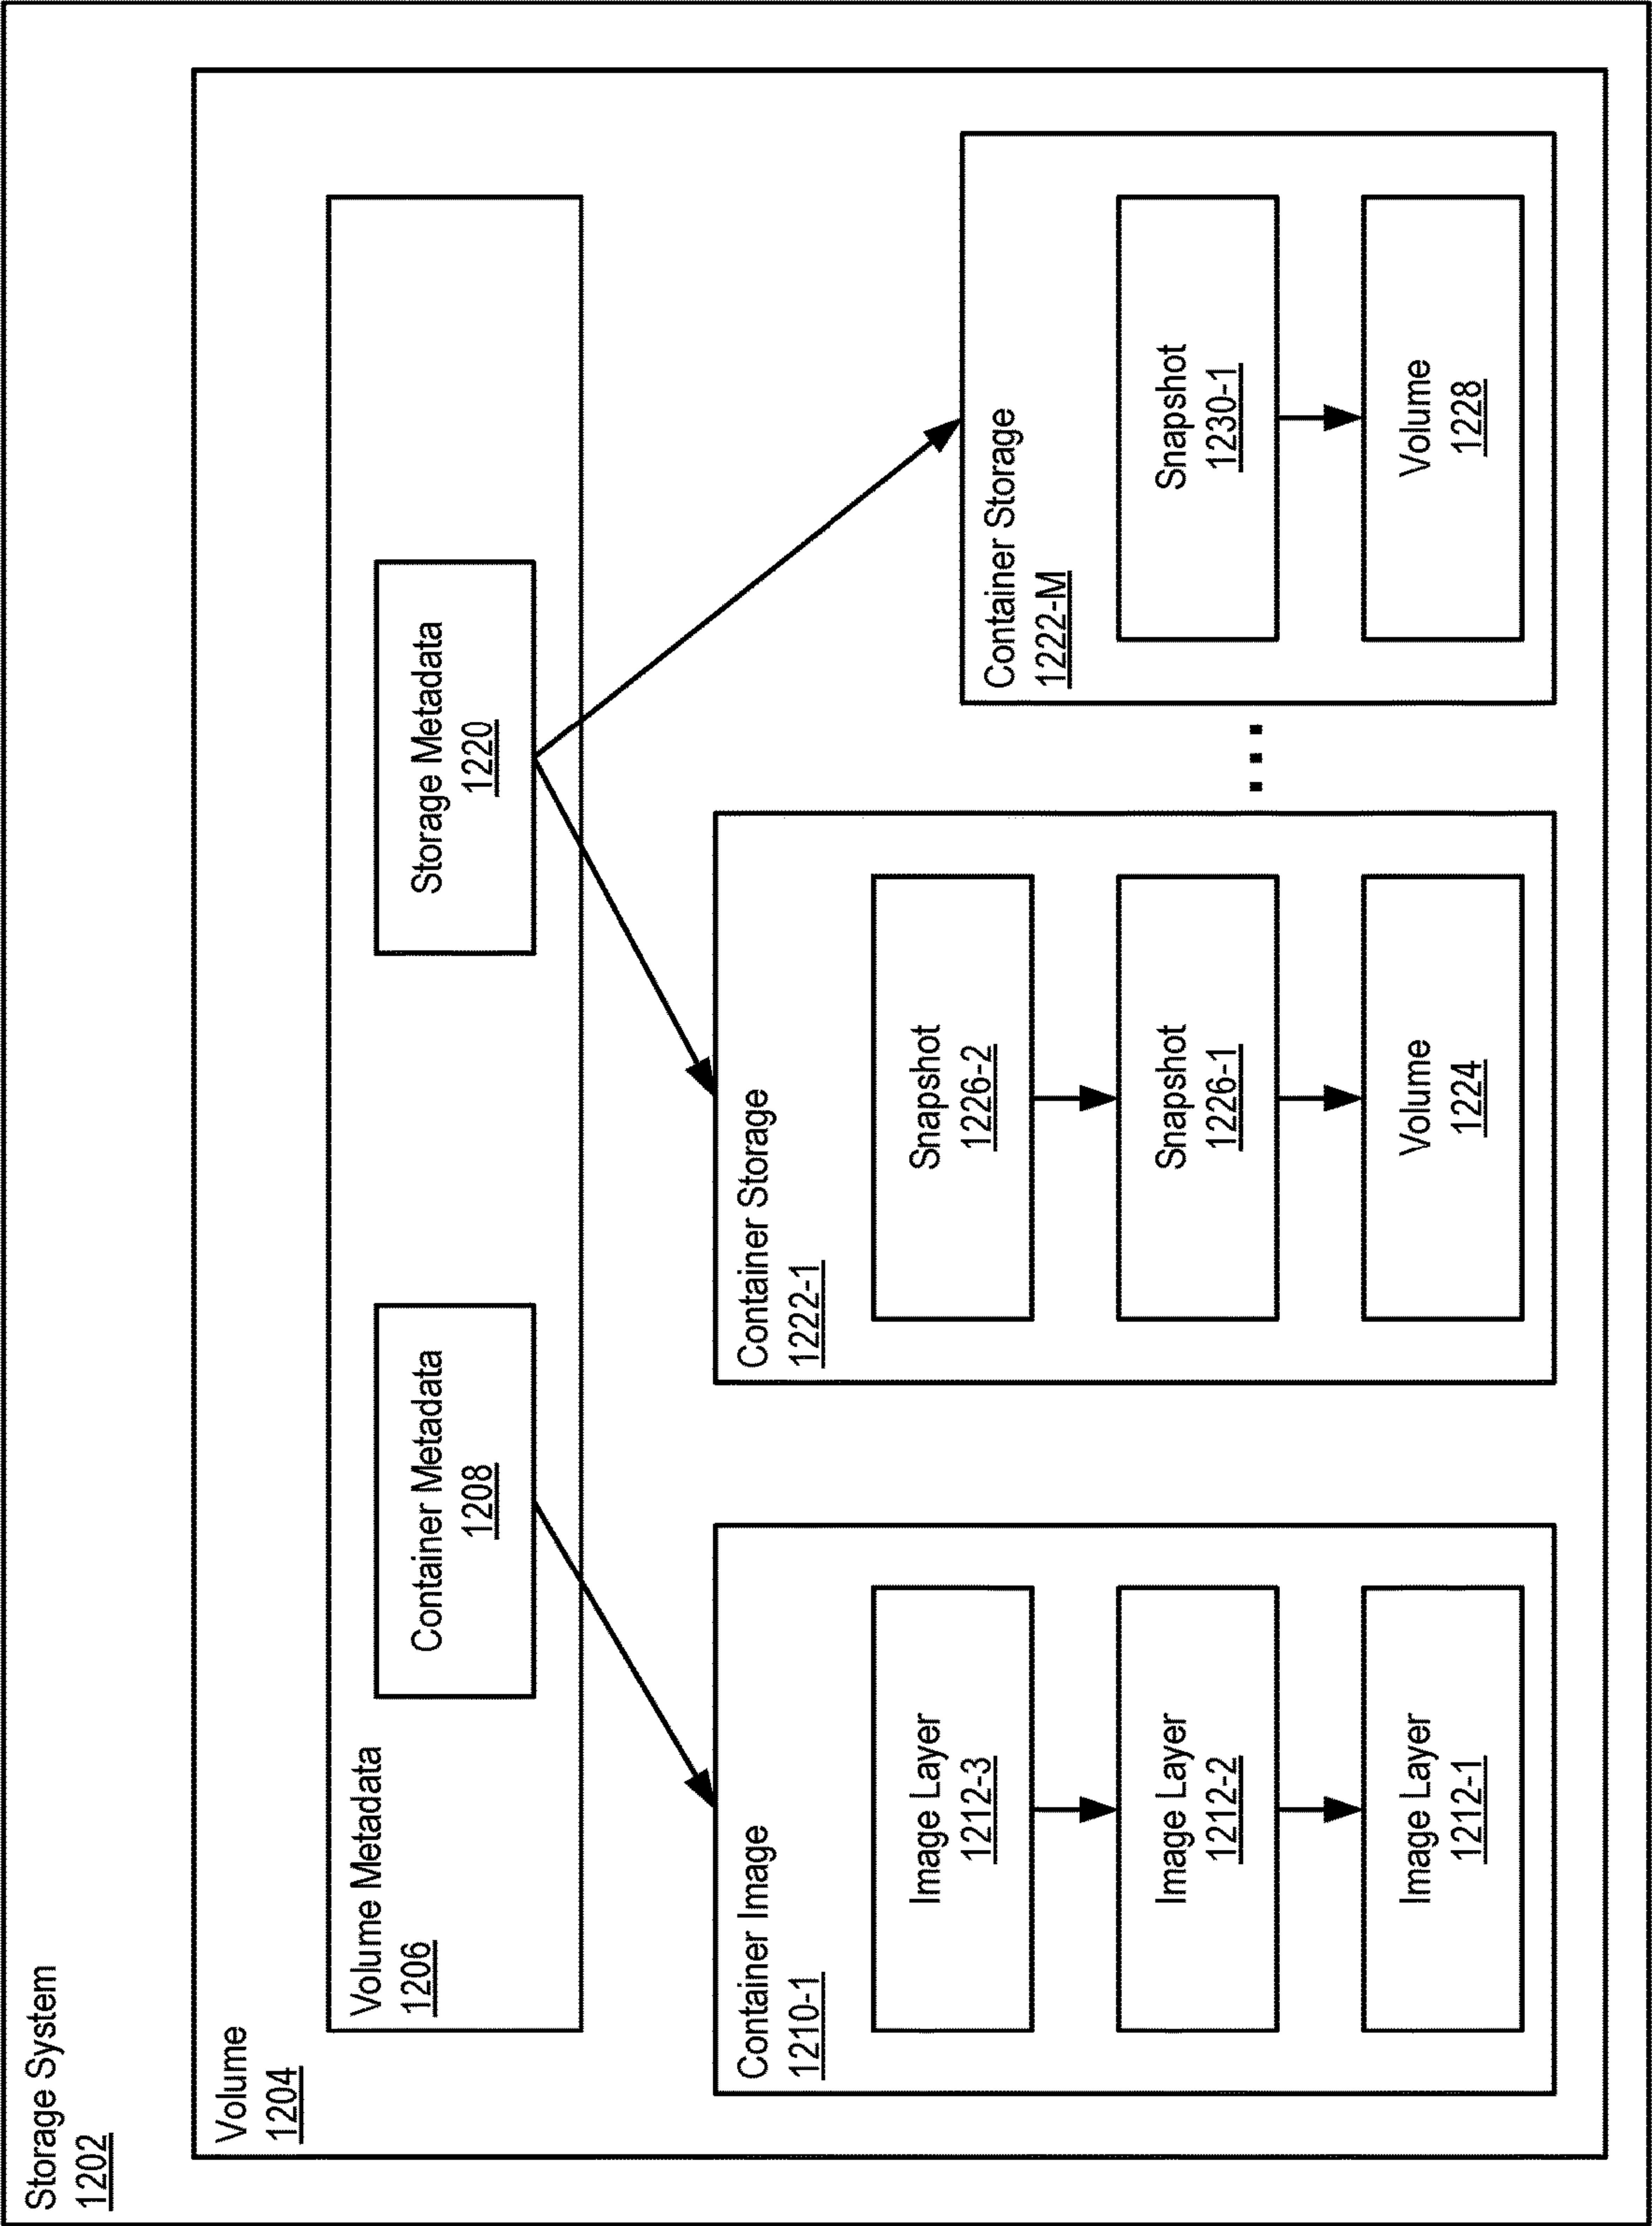 Storage System
1202
Volume
1204
Volume Metadata
1206
Container Metadata
1208
Storage Metadata
1220
Container Image
1210-1
Image Layer
1212-3
Image Layer
1212-2
Image Layer
1212-1
Container Storage
1222-1
Snapshot
1226-2
Snapshot
1226-1
Volume
1224
...
Container Storage
1222-M
Snapshot
1230-1
Volume
1228